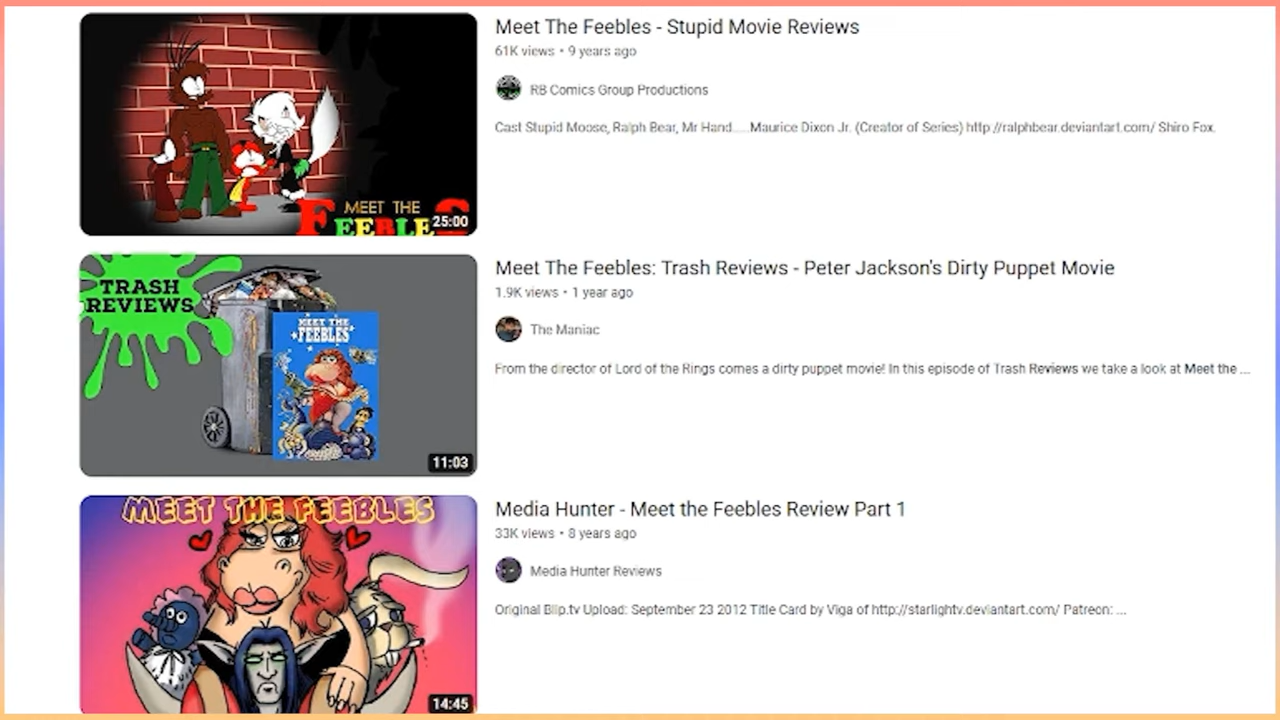 MEET THE
FEEBLES
25:00
Meet The Feebles - Stupid Movie Reviews
61K views • 9 years ago
RB Comics Group Productions
Cast Stupid Moose, Ralph Bear, Mr Hand.....Maurice Dixon Jr. (Creator of Series) http://ralphbear.deviantart.com/ Shiro Fox.
TRASH
REVIEWS
MEET THE
FEEBLES
11:03
Meet The Feebles: Trash Reviews - Peter Jackson's Dirty Puppet Movie
1.9K views • 1 year ago
The Maniac
From the director of Lord of the Rings comes a dirty puppet movie! In this episode of Trash Reviews we take a look at Meet the ...
MEET THE FEEBLES
14:45
Media Hunter - Meet the Feebles Review Part 1
33K views • 8 years ago
Media Hunter Reviews
Original Blip.tv Upload: September 23 2012 Title Card by Viga of http://starlightv.deviantart.com/ Patreon: ...